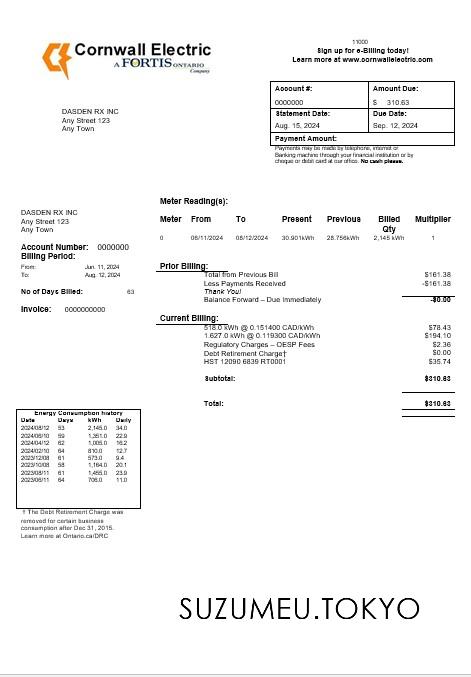 Cornwall Electric
A FORTIS ONTARIO
Company
11000
Sign up for e-Billing today!
Learn more at www.cornwallelectric.com
Account #: Amount Due:
0000000 $ 310.63
Statement Date: Due Date:
Aug. 15, 2024 Sep. 12, 2024
Payment Amount:
Payments may be made by telephone, internet or
Banking machine through your financial institution or by
cheque or debit card at our office. No cash please.
DASDEN RX INC
Any Street 123
Any Town
Meter Reading(s):
Meter From To Present Previous Billed Qty Multiplier
0 06/11/2024 08/12/2024 30.901kWh 28.756kWh 2,145 kWh 1
DASDEN RX INC
Any Street 123
Any Town
Account Number: 0000000
Billing Period:
From: Jun. 11, 2024
To: Aug. 12, 2024
No of Days Billed: 63
Invoice: 0000000000
Prior Billing:
Total from Previous Bill $161.38
Less Payments Received -$161.38
Thank You!
Balance Forward – Due Immediately -$0.00
Current Billing:
518.0 kWh @ 0.151400 CAD/kWh $78.43
1.627.0 kWh @ 0.119300 CAD/kWh $194.10
Regulatory Charges – OESP Fees $2.36
Debt Retirement Charge† $0.00
HST 12090 6839 RT0001 $35.74
Subtotal: $310.63
Total: $310.63
Energy Consumption history
Date Days kWh Daily
2024/08/12 53 2,145.0 34.0
2024/06/10 59 1,351.0 22.9
2024/04/12 62 1,005.0 16.2
2024/02/10 64 810.0 12.7
2023/12/08 61 573.0 9.4
2023/10/08 58 1,164.0 20.1
2023/08/11 61 1,455.0 23.9
2023/06/11 64 706.0 11.0
† The Debt Retirement Charge was
removed for certain business
consumption after Dec 31, 2015.
Learn more at Ontario.ca/DRC
SUZUMEU.TOKYO